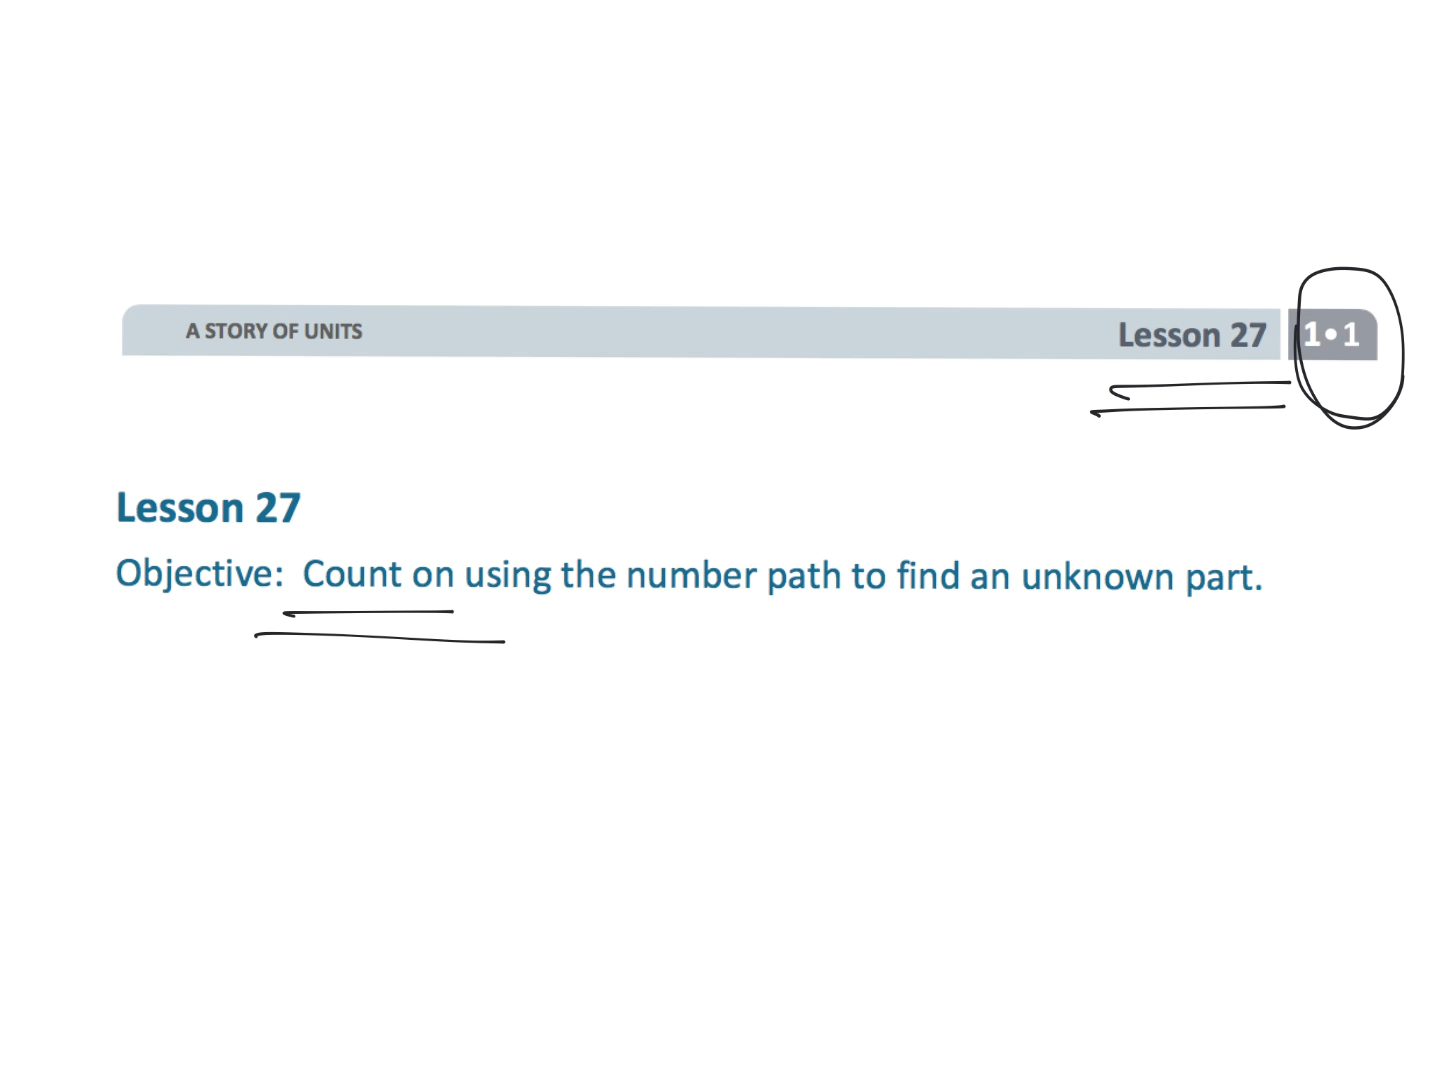 A STORY OF UNITS Lesson 27 1•1
Lesson 27
Objective: Count on using the number path to find an unknown part.